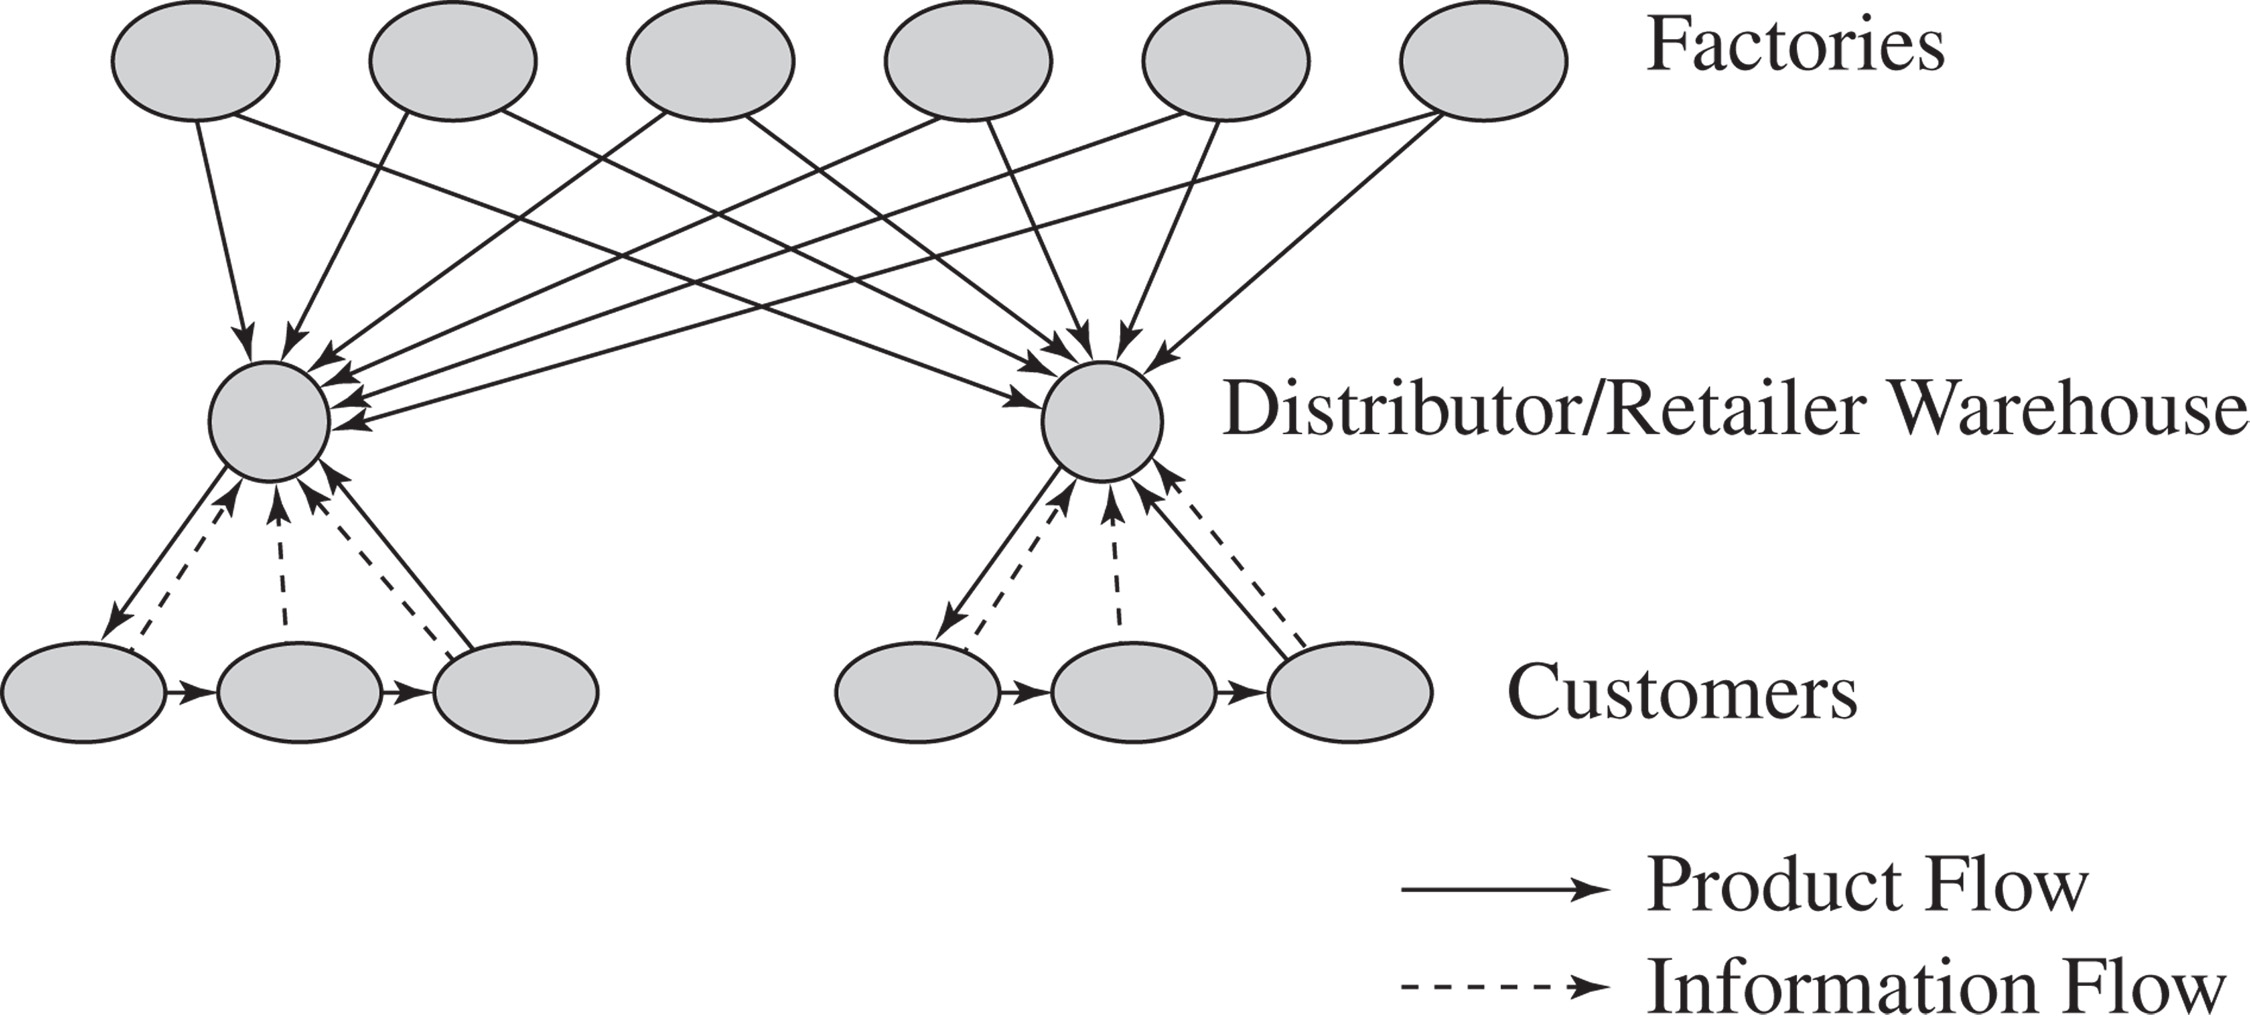 Factories
Distributor/Retailer Warehouse
Customers
Product Flow
Information Flow